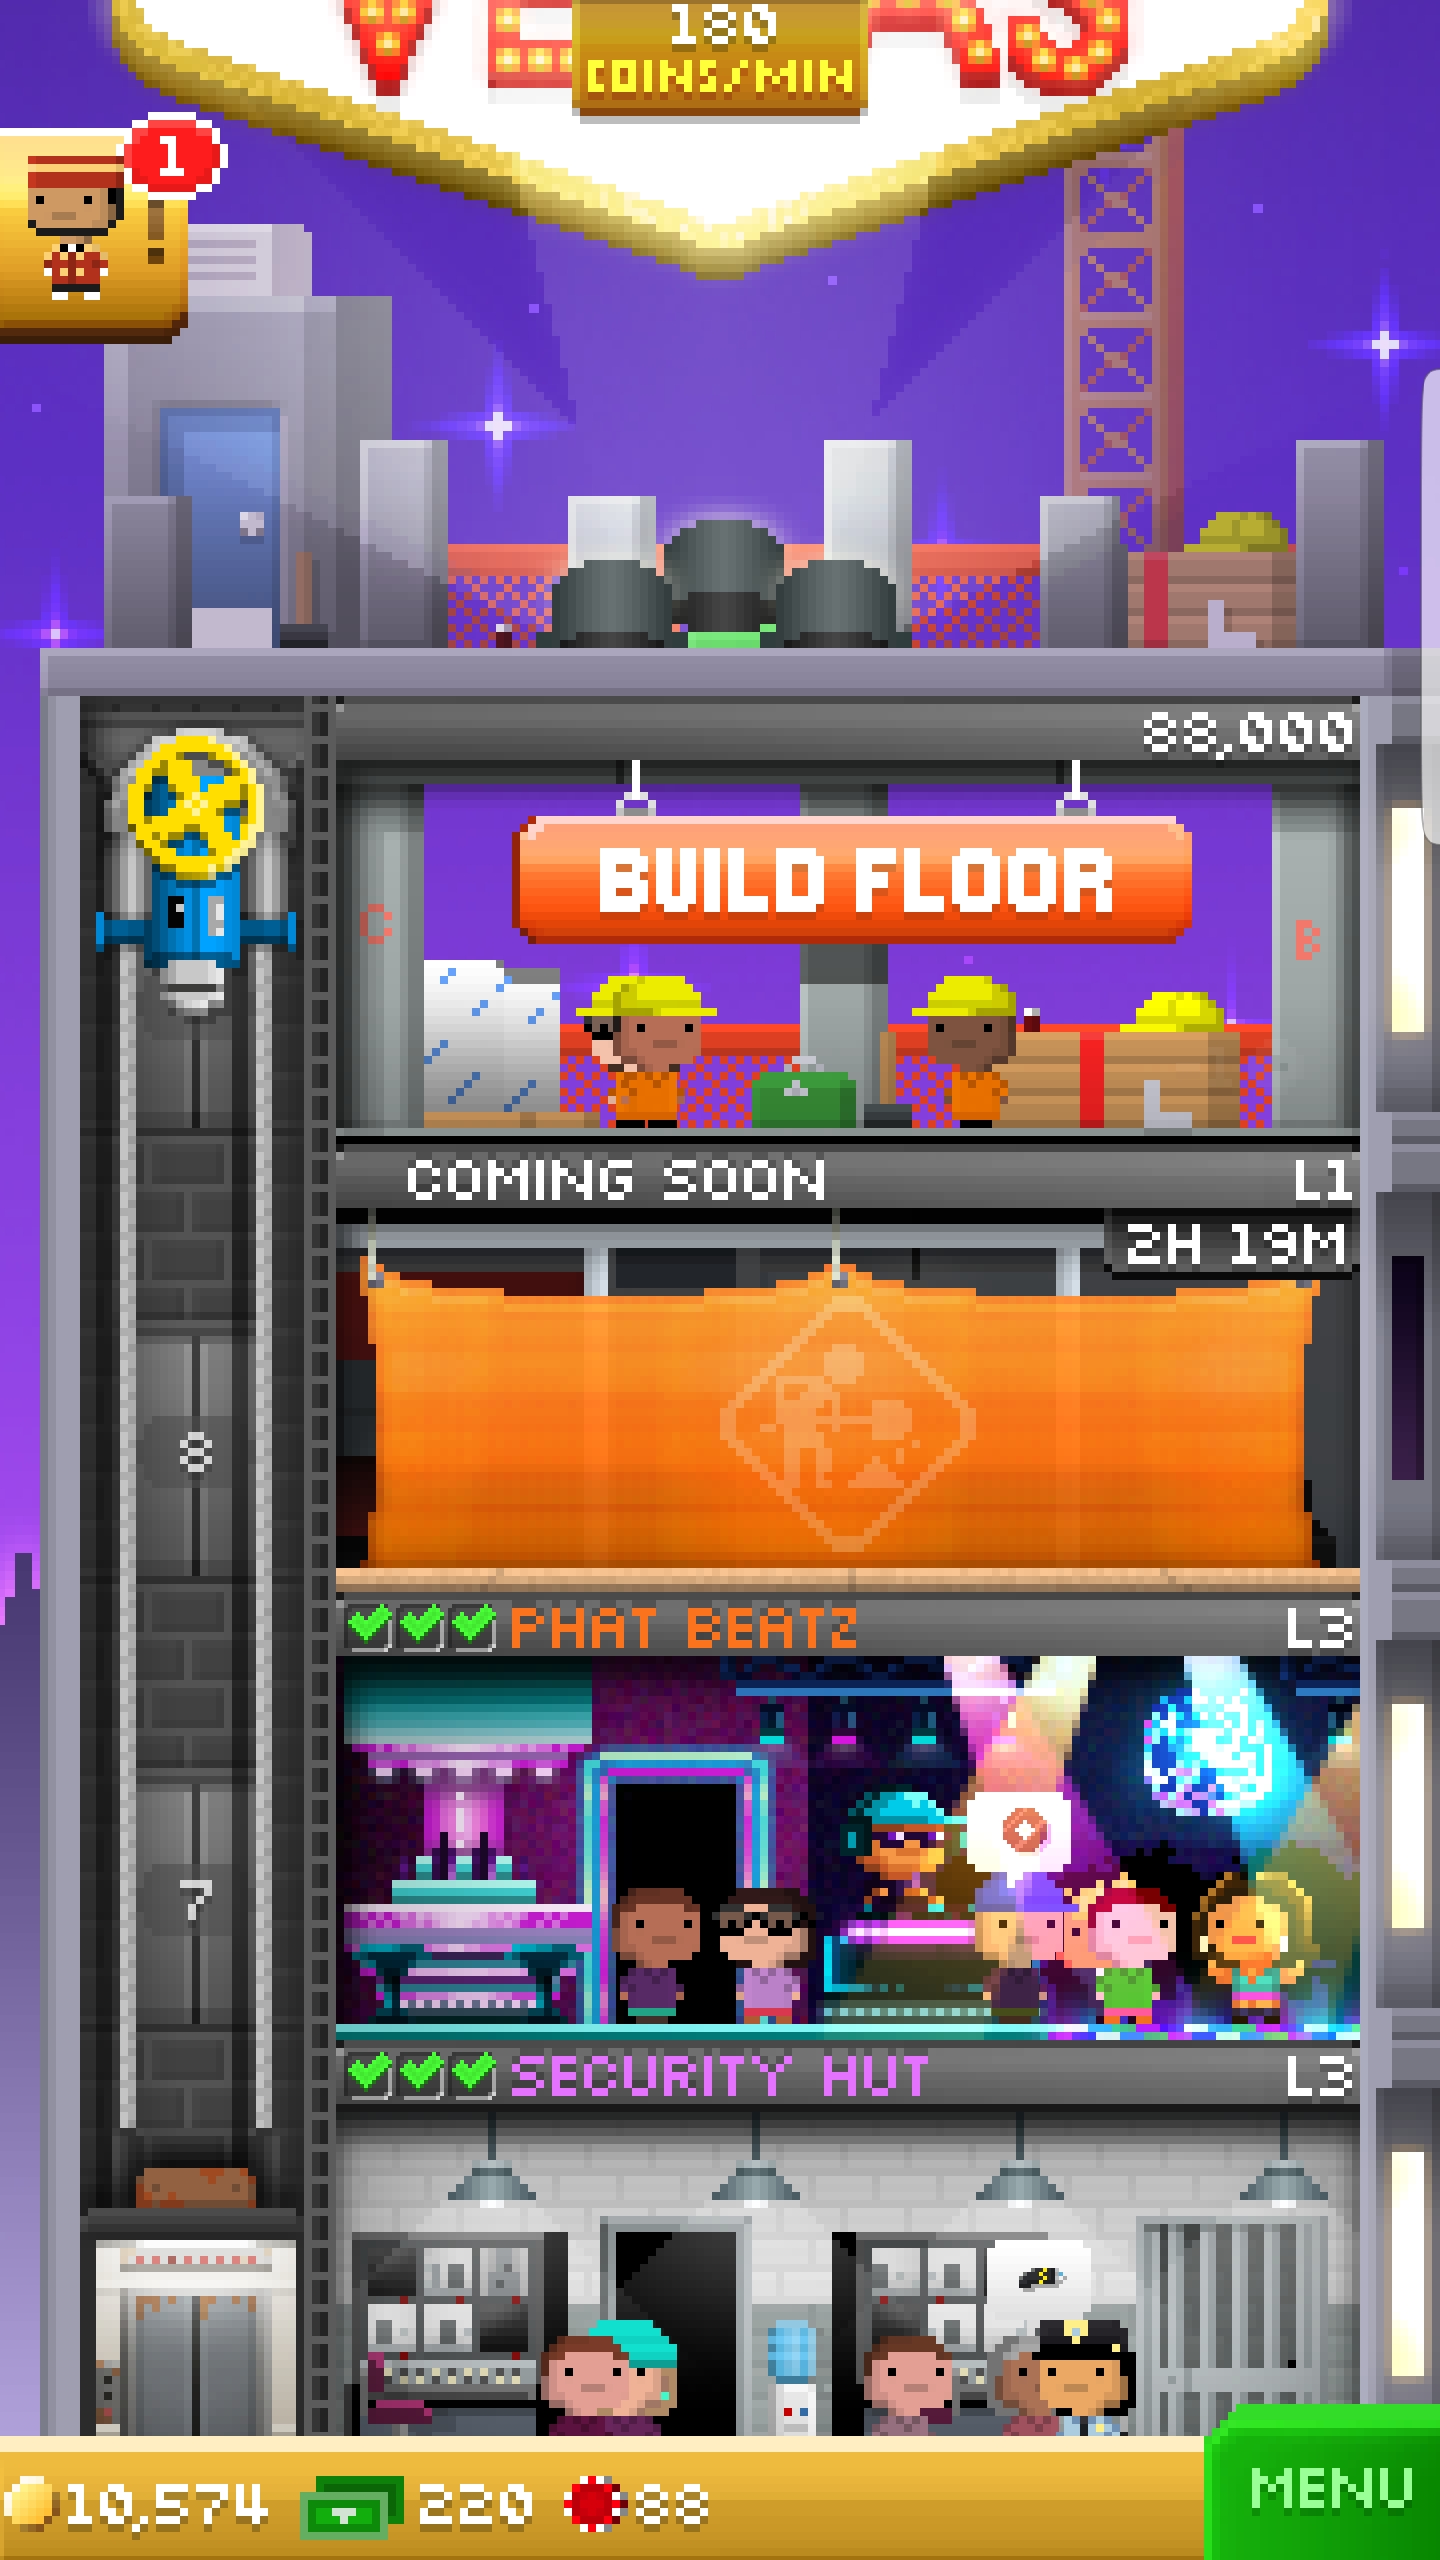 VEGAS
180
COINS/MIN
1
!
88,000
BUILD FLOOR
C
B
COMING SOON
L1
2H 19M
8
PHAT BEATZ
L3
7
SECURITY HUT
L3
10,574
220
88
MENU